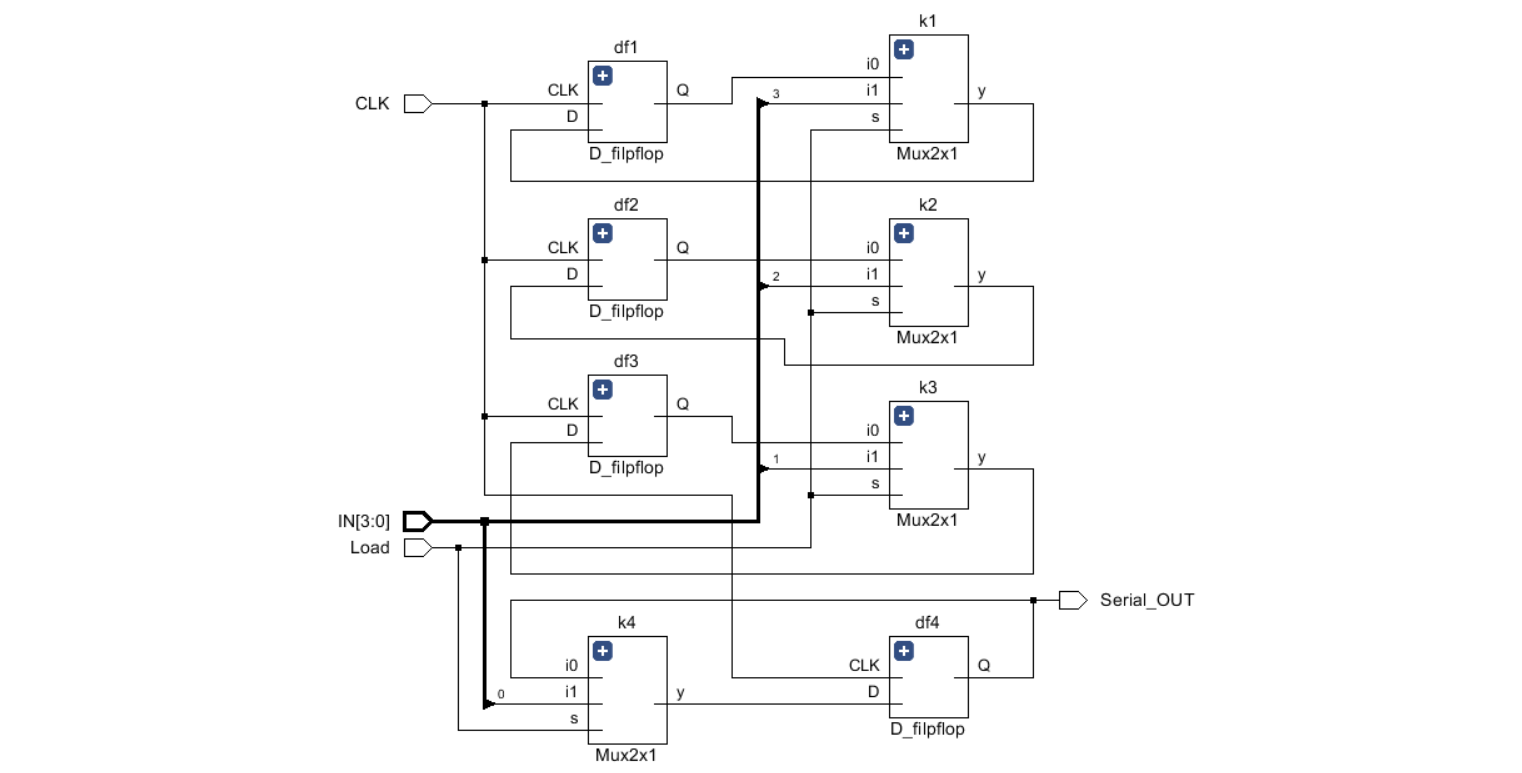 k1
df1
i0
CLK
Q
3
i1
y
CLK
D
s
D_filpflop
Mux2x1
df2
k2
CLK
Q
i0
D
2
i1
y
s
D_filpflop
Mux2x1
df3
k3
CLK
Q
i0
D
1
i1
y
s
D_filpflop
Mux2x1
IN[3:0]
Load
Serial_OUT
k4
df4
i0
CLK
Q
0
i1
y
D
s
D_filpflop
Mux2x1